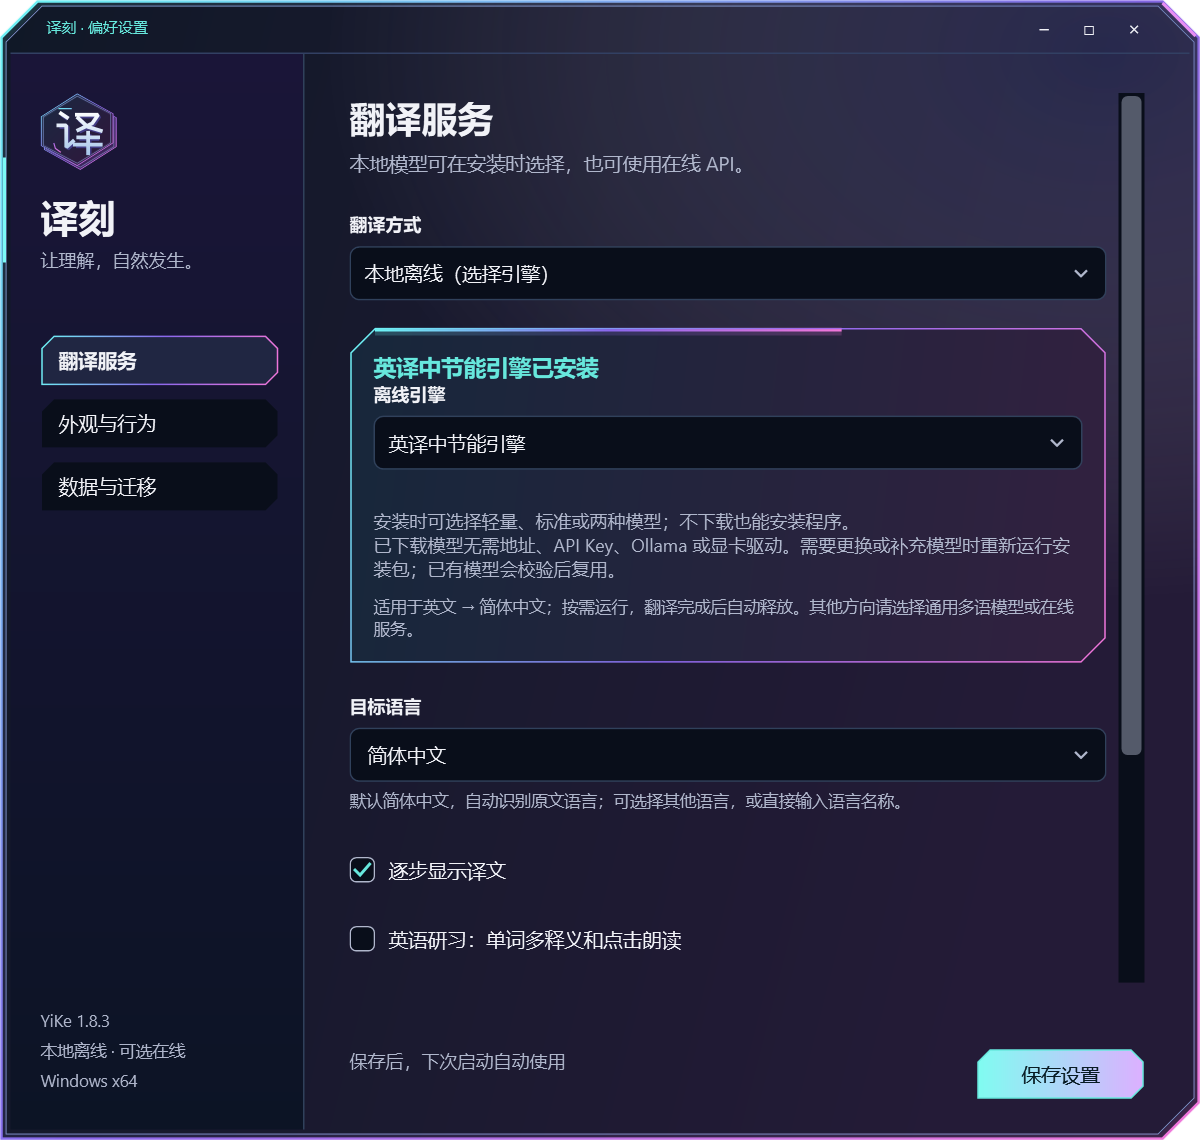 译刻 · 偏好设置
译
译刻
让理解，自然发生。
翻译服务
外观与行为
数据与迁移
YiKe 1.8.3
本地离线 · 可选在线
Windows x64
翻译服务
本地模型可在安装时选择，也可使用在线 API。
翻译方式
本地离线（选择引擎）
英译中节能引擎已安装
离线引擎
英译中节能引擎
安装时可选择轻量、标准或两种模型；不下载也能安装程序。
已下载模型无需地址、API Key、Ollama 或显卡驱动。需要更换或补充模型时重新运行安
装包；已有模型会校验后复用。
适用于英文 → 简体中文；按需运行，翻译完成后自动释放。其他方向请选择通用多语模型或在线
服务。
目标语言
简体中文
默认简体中文，自动识别原文语言；可选择其他语言，或直接输入语言名称。
逐步显示译文
英语研习：单词多释义和点击朗读
保存后，下次启动自动使用
保存设置